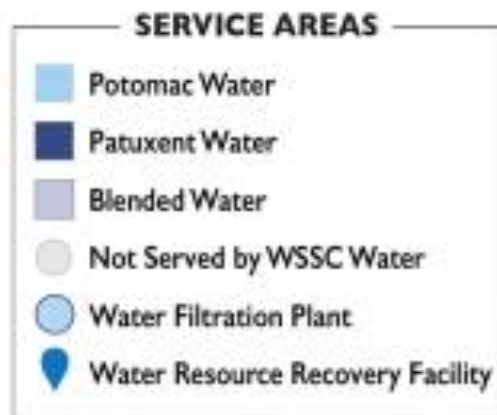 SERVICE AREAS
Potomac Water
Patuxent Water
Blended Water
Not Served by WSSC Water
Water Filtration Plant
Water Resource Recovery Facility